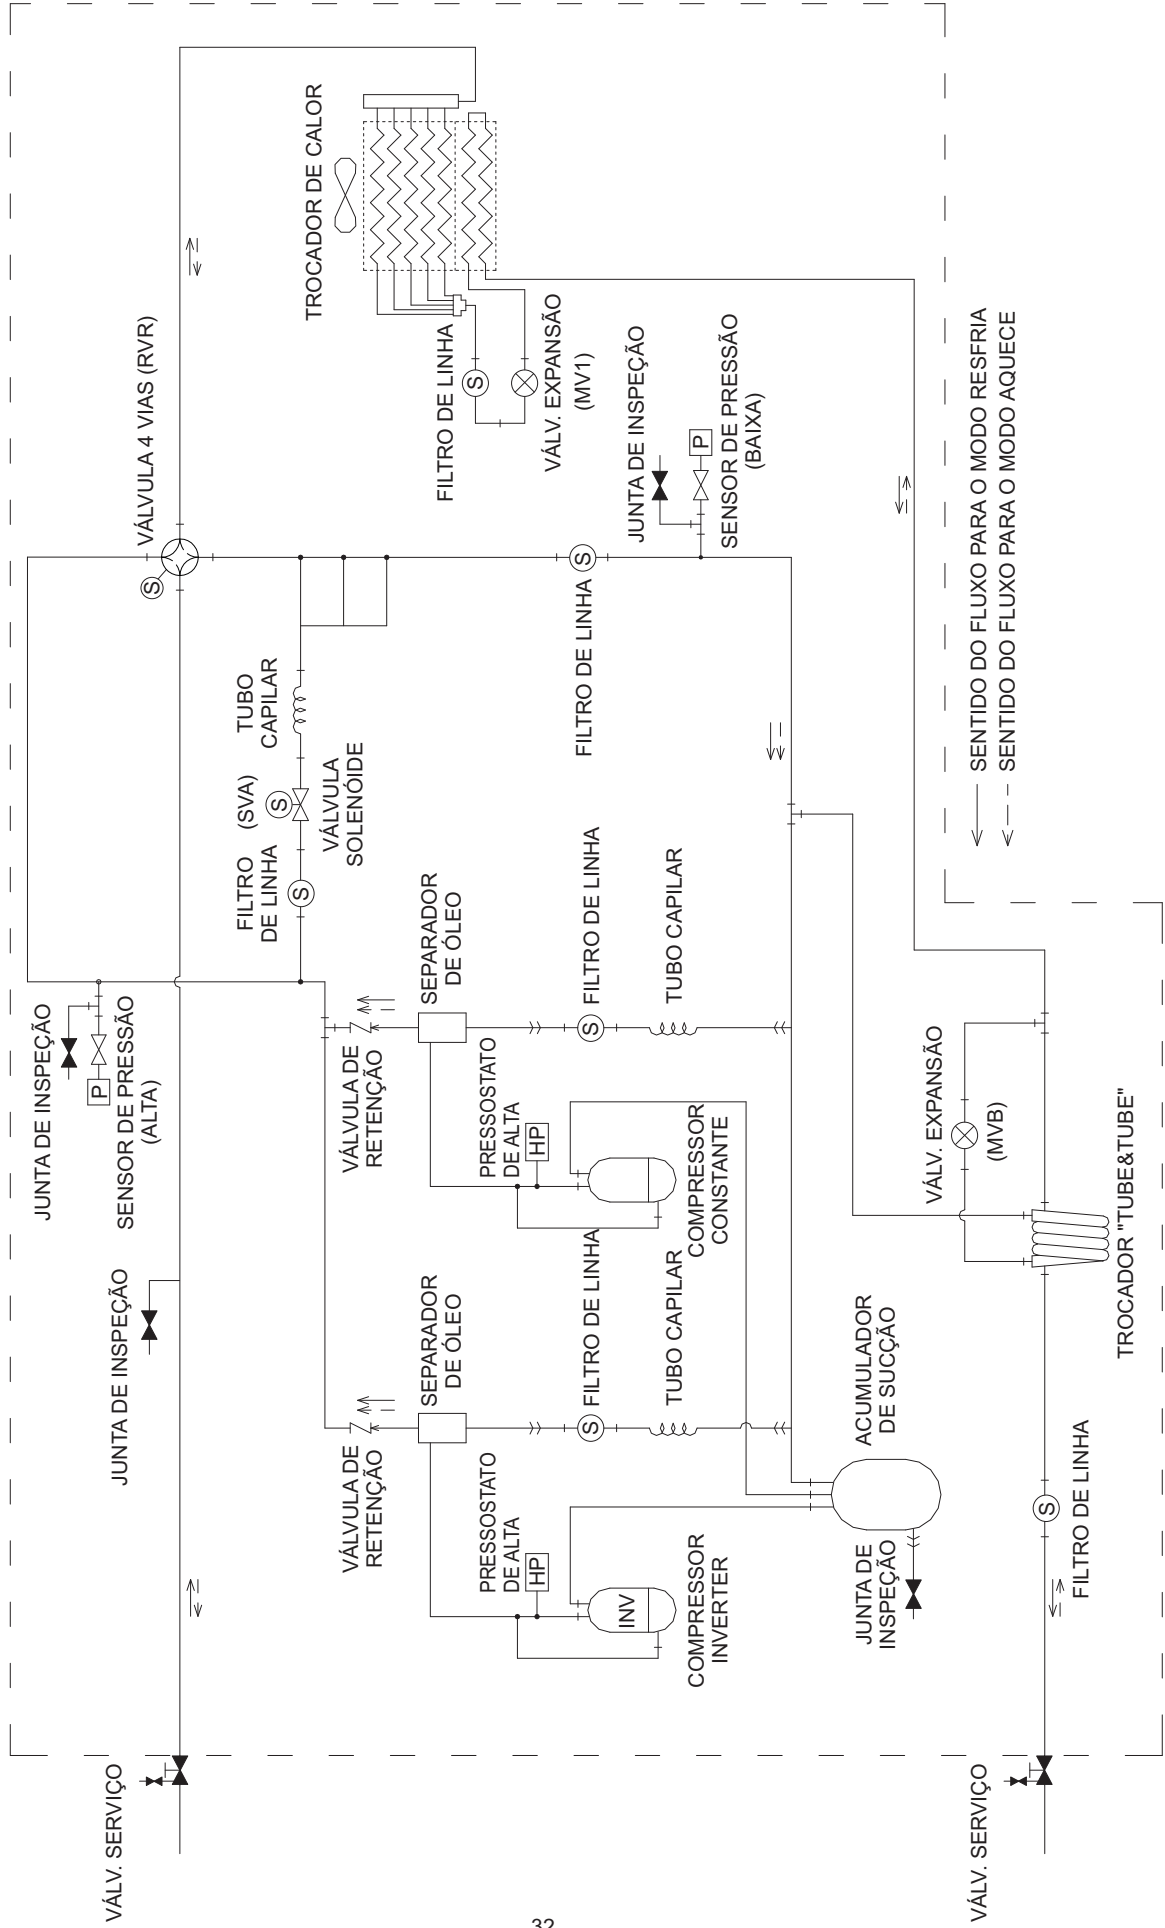 VÁLV. SERVIÇO
JUNTA DE INSPEÇÃO
JUNTA DE INSPEÇÃO
P
SENSOR DE PRESSÃO
(ALTA)
S
VÁLVULA 4 VIAS (RVR)
FILTRO
DE LINHA
S
(SVA)
S
VÁLVULA
SOLENÓIDE
TUBO
CAPILAR
TROCADOR DE CALOR
VÁLVULA DE
RETENÇÃO
VÁLVULA DE
RETENÇÃO
SEPARADOR
DE ÓLEO
SEPARADOR
DE ÓLEO
FILTRO DE LINHA
S
VÁLV. EXPANSÃO
(MV1)
PRESSOSTATO
DE ALTA
HP
PRESSOSTATO
DE ALTA
HP
FILTRO DE LINHA
S
FILTRO DE LINHA
S
FILTRO DE LINHA
S
JUNTA DE INSPEÇÃO
P
SENSOR DE PRESSÃO
(BAIXA)
INV
COMPRESSOR
INVERTER
TUBO CAPILAR
COMPRESSOR
CONSTANTE
TUBO CAPILAR
JUNTA DE
INSPEÇÃO
ACUMULADOR
DE SUCÇÃO
VÁLV. EXPANSÃO
(MVB)
SENTIDO DO FLUXO PARA O MODO RESFRIA
SENTIDO DO FLUXO PARA O MODO AQUECE
VÁLV. SERVIÇO
S
FILTRO DE LINHA
TROCADOR "TUBE&TUBE"
32